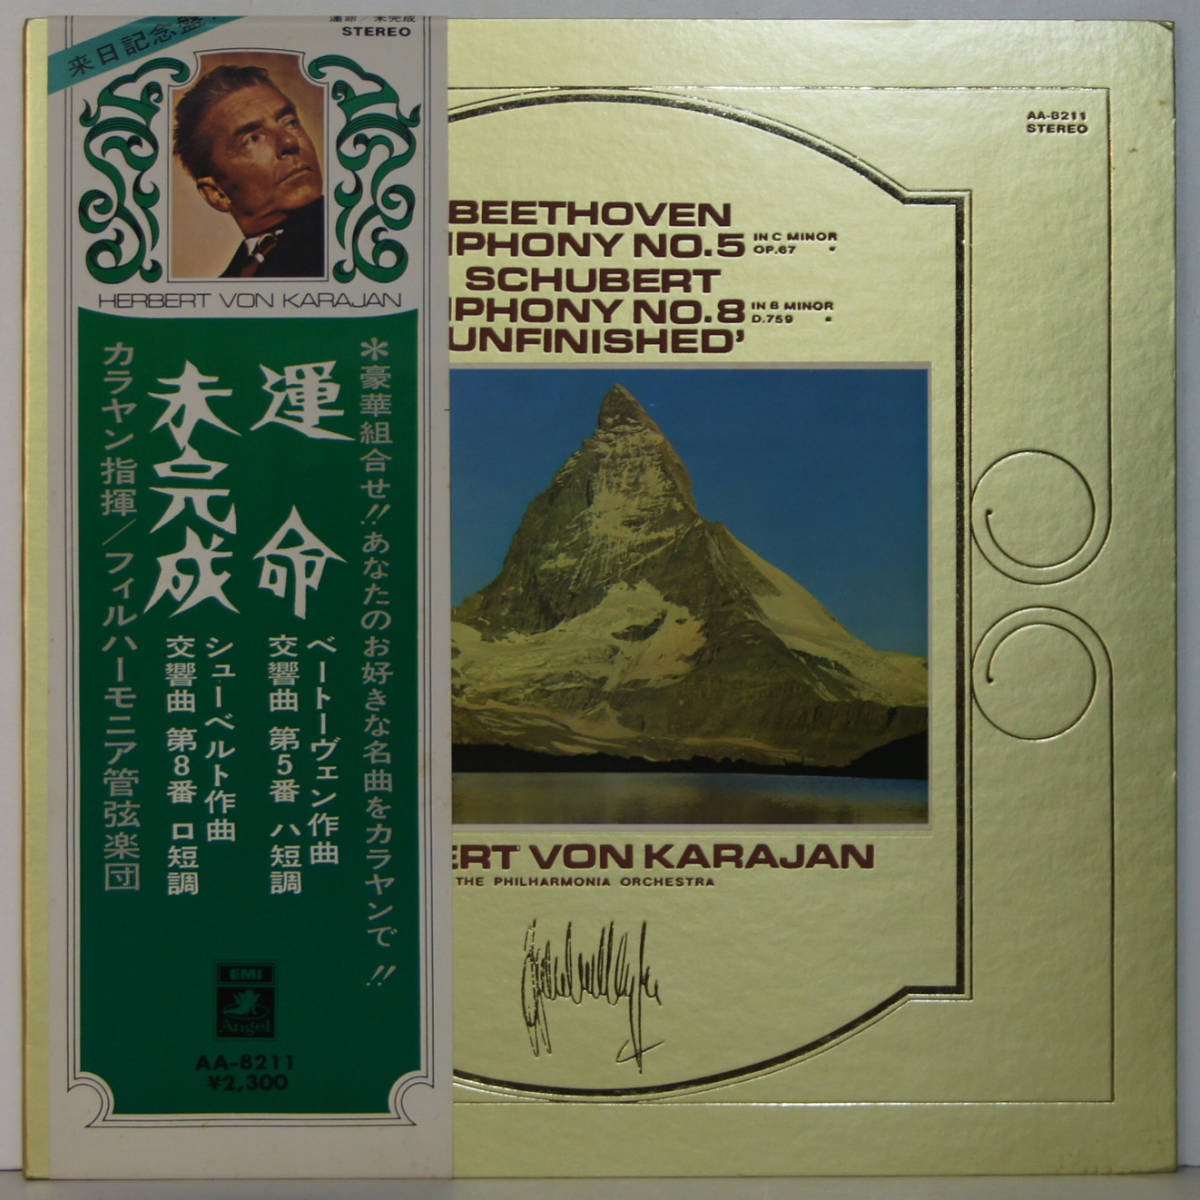 来日記念盤
運命/未完成
STEREO
HERBERT VON KARAJAN
＊豪華組合せ!!あなたのお好きな名曲をカラヤンで!!
運命
ベートーヴェン作曲
交響曲 第5番 ハ短調
未完成
シューベルト作曲
交響曲 第8番 ロ短調
カラヤン指揮/フィルハーモニア管弦楽団
EMI
Angel
AA-8211
¥2,300
AA-8211
STEREO
BEETHOVEN
PHONY NO.5 IN C MINOR OP.67
SCHUBERT
PHONY NO.8 IN B MINOR D.759
UNFINISHED'
ERT VON KARAJAN
THE PHILHARMONIA ORCHESTRA